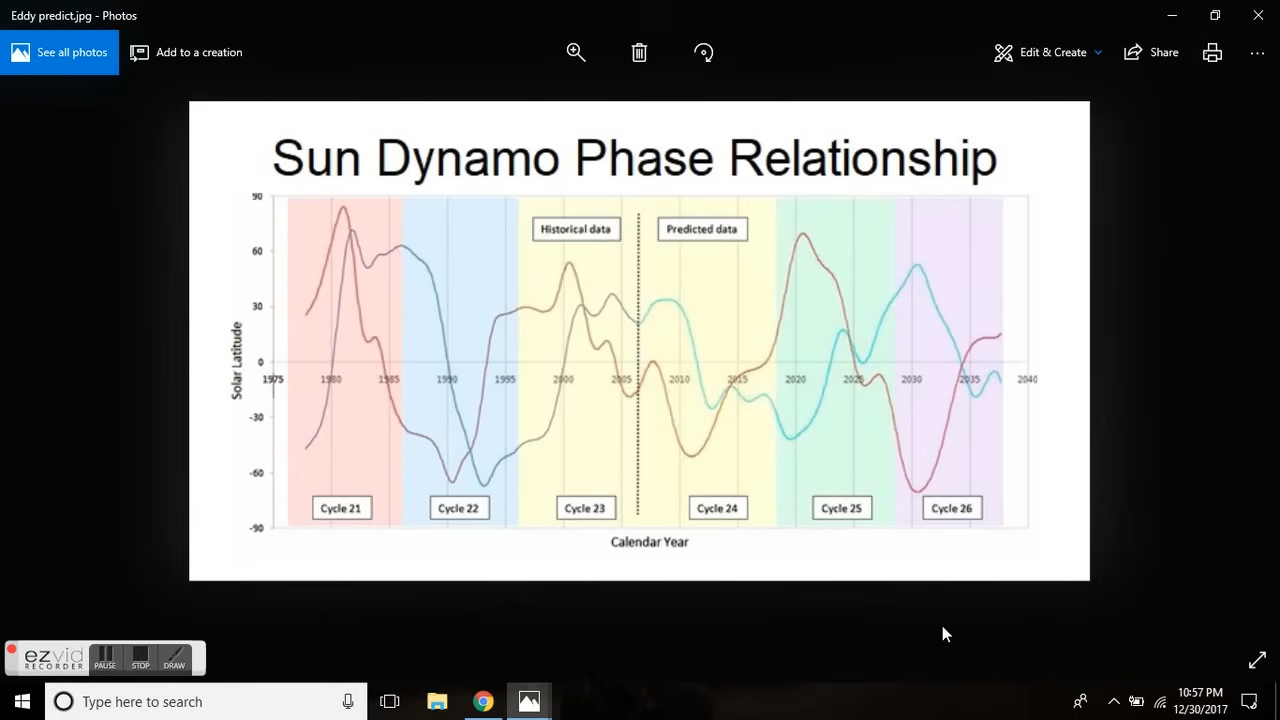 Eddy predict.jpg - Photos
See all photos
Add to a creation
Edit & Create
Share
Sun Dynamo Phase Relationship
90
60
30
0
-30
-60
-90
Solar Latitude
Historical data
Predicted data
1975
1980
1985
1990
1995
2000
2005
2010
2015
2020
2025
2030
2035
2040
Cycle 21
Cycle 22
Cycle 23
Cycle 24
Cycle 25
Cycle 26
Calendar Year
ezvid
RECORDER
PAUSE
STOP
DRAW
Type here to search
10:57 PM
12/30/2017